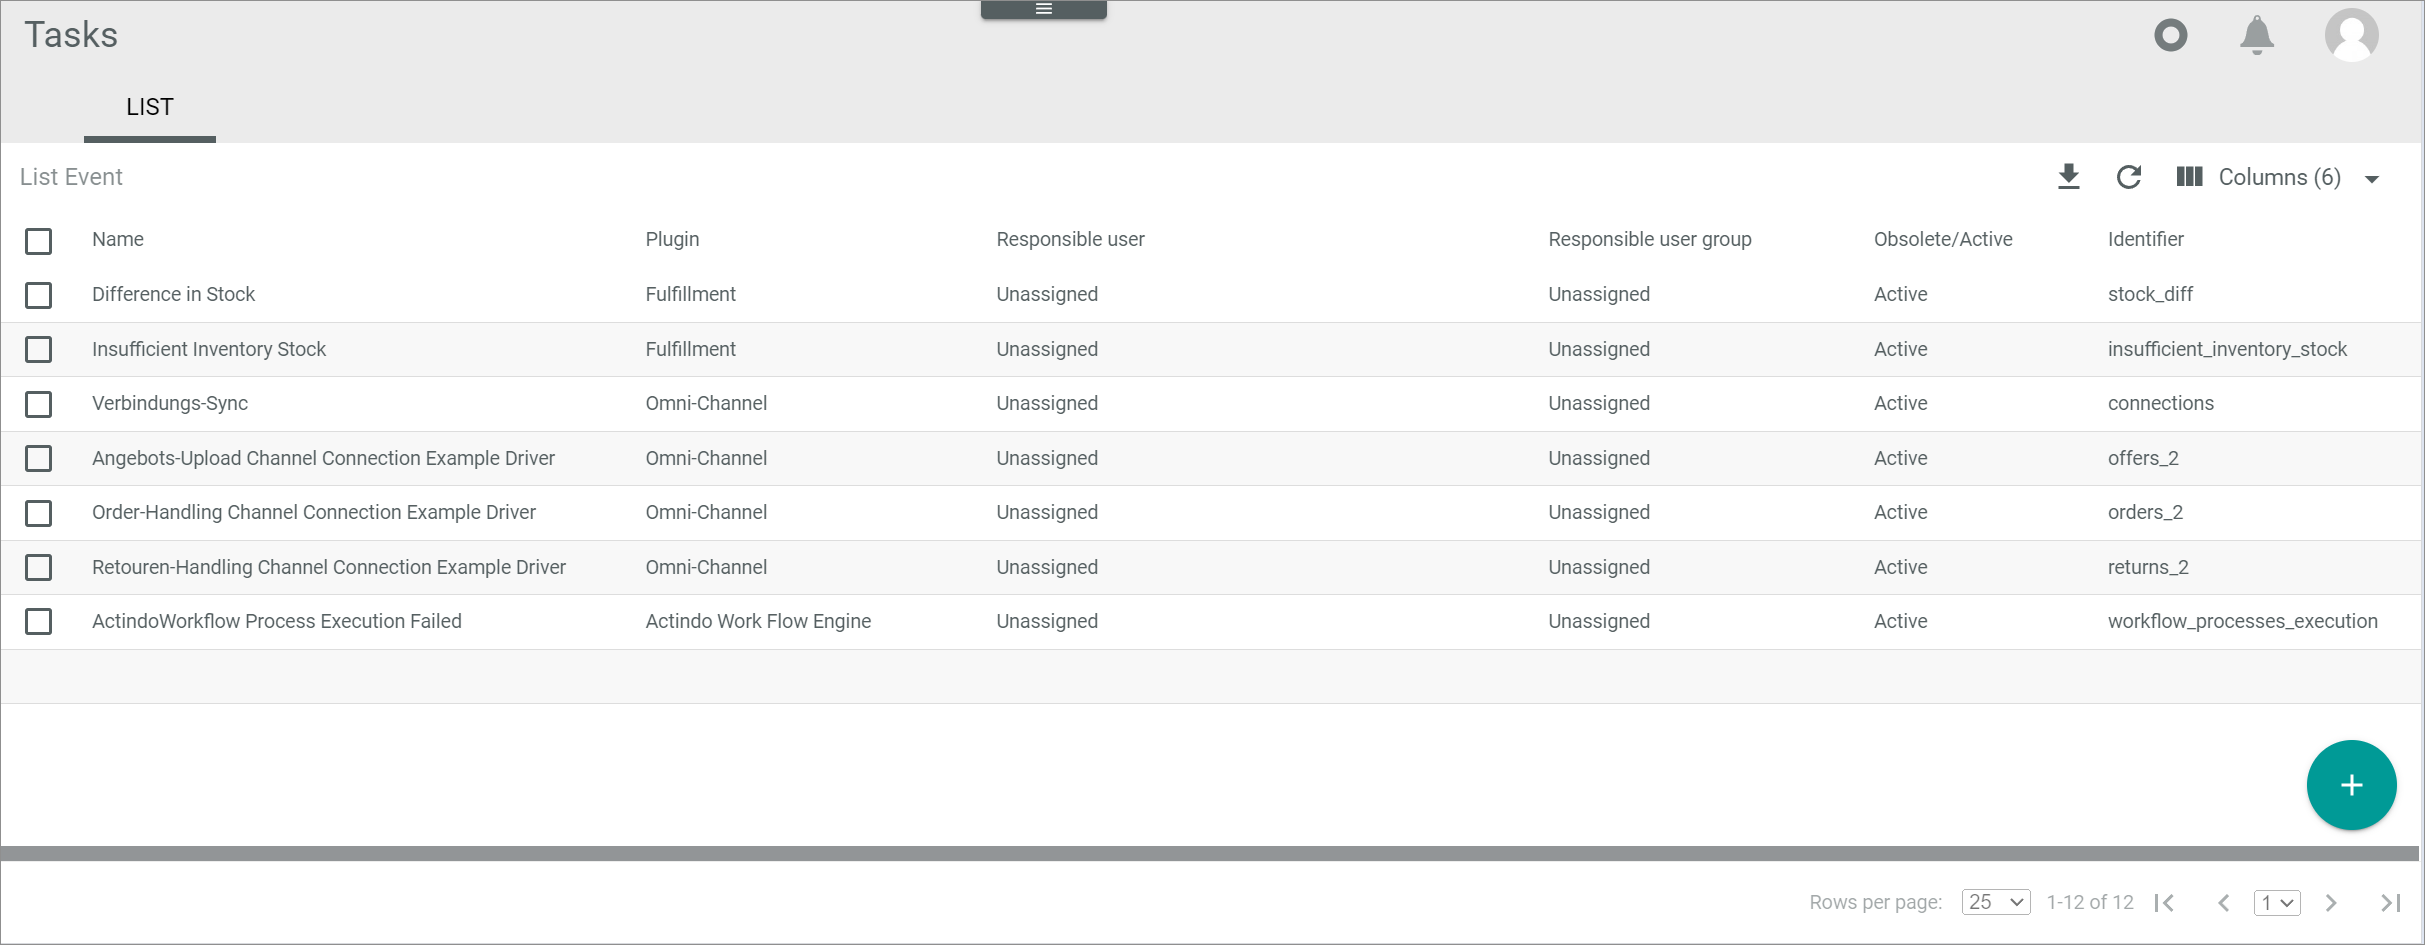 Tasks
LIST
List Event
Columns (6)
Name Plugin Responsible user Responsible user group Obsolete/Active Identifier
Difference in Stock Fulfillment Unassigned Unassigned Active stock_diff
Insufficient Inventory Stock Fulfillment Unassigned Unassigned Active insufficient_inventory_stock
Verbindungs-Sync Omni-Channel Unassigned Unassigned Active connections
Angebots-Upload Channel Connection Example Driver Omni-Channel Unassigned Unassigned Active offers_2
Order-Handling Channel Connection Example Driver Omni-Channel Unassigned Unassigned Active orders_2
Retouren-Handling Channel Connection Example Driver Omni-Channel Unassigned Unassigned Active returns_2
ActindoWorkflow Process Execution Failed Actindo Work Flow Engine Unassigned Unassigned Active workflow_processes_execution
Rows per page: 25 1-12 of 12 1